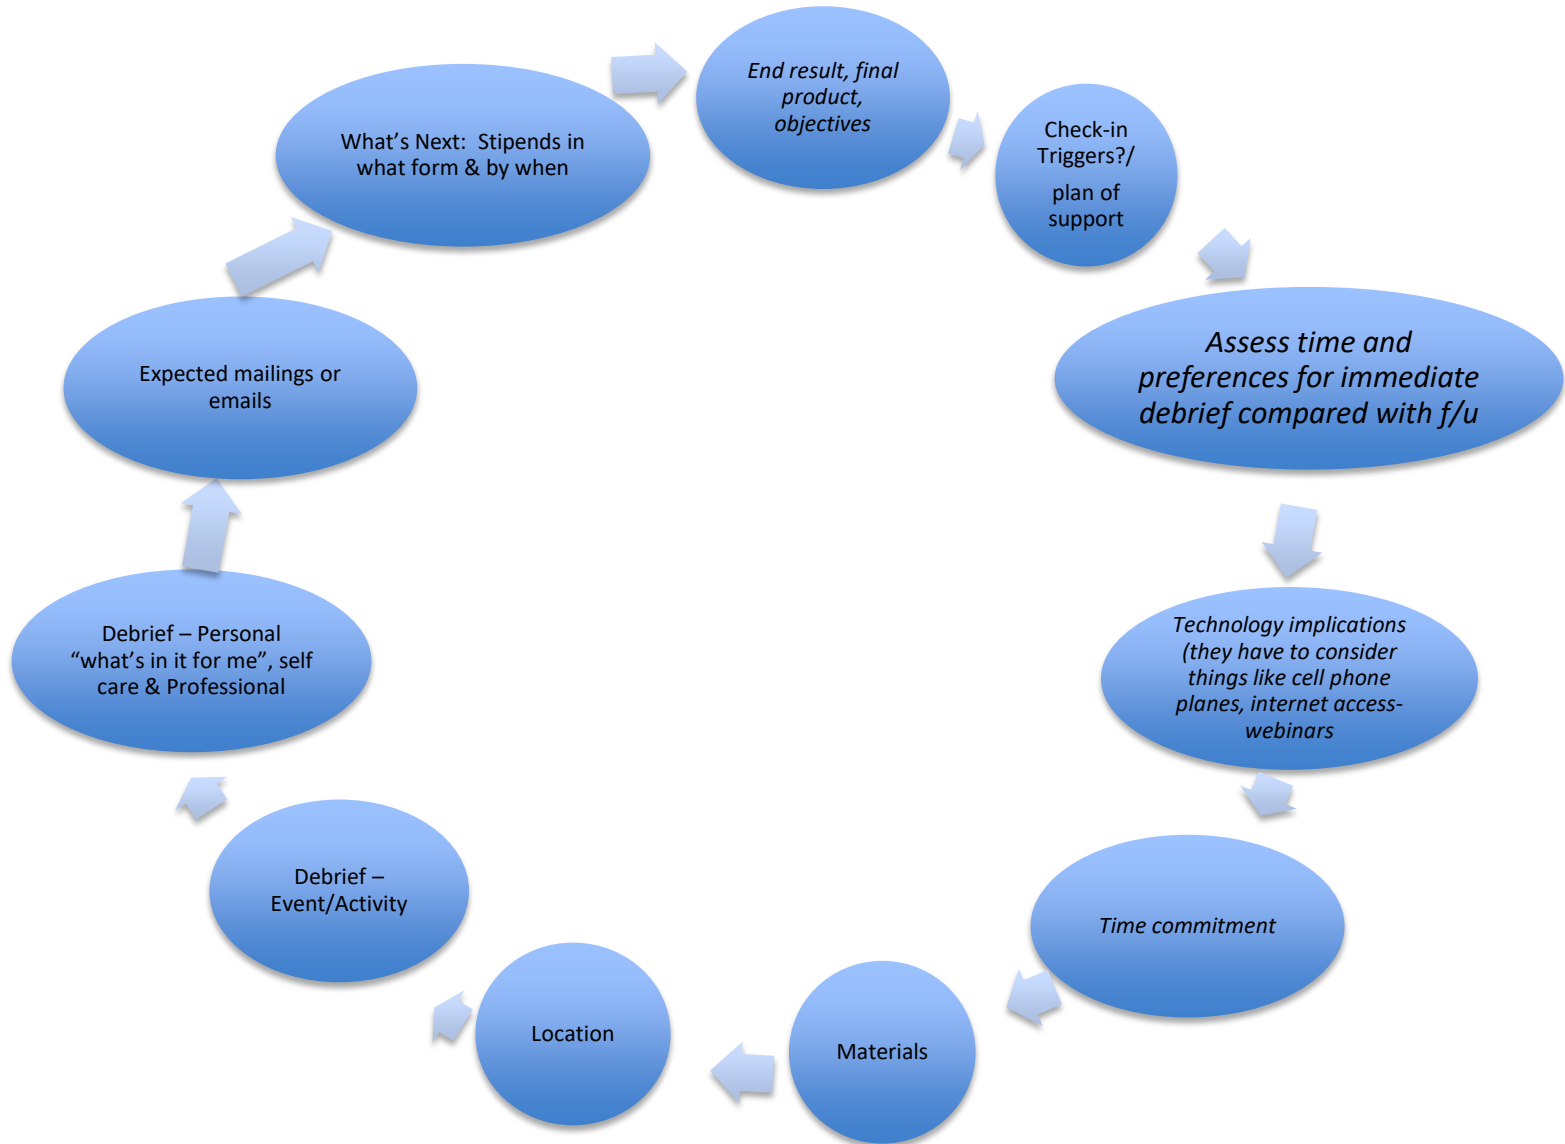 End result, final
product,
objectives
Check-in
Triggers?/
plan of
support
Assess time and
preferences for immediate
debrief compared with f/u
Technology implications
(they have to consider
things like cell phone
planes, internet access-
webinars
Time commitment
Materials
Location
Debrief –
Event/Activity
Debrief – Personal
“what’s in it for me”, self
care & Professional
Expected mailings or
emails
What’s Next:  Stipends in
what form & by when